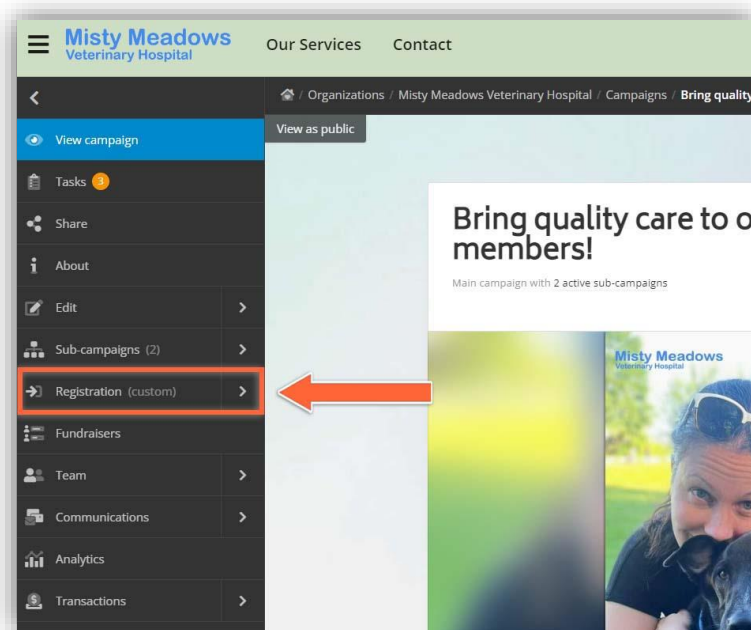 Misty Meadows
Veterinary Hospital
Our Services Contact
/ Organizations / Misty Meadows Veterinary Hospital / Campaigns / Bring quality
View as public
View campaign
Tasks 3
Share
About
Edit
Sub-campaigns (2)
Registration (custom)
Fundraisers
Team
Communications
Analytics
Transactions
Bring quality care to o
members!
Main campaign with 2 active sub-campaigns
Misty Meadows
Veterinary Hospital